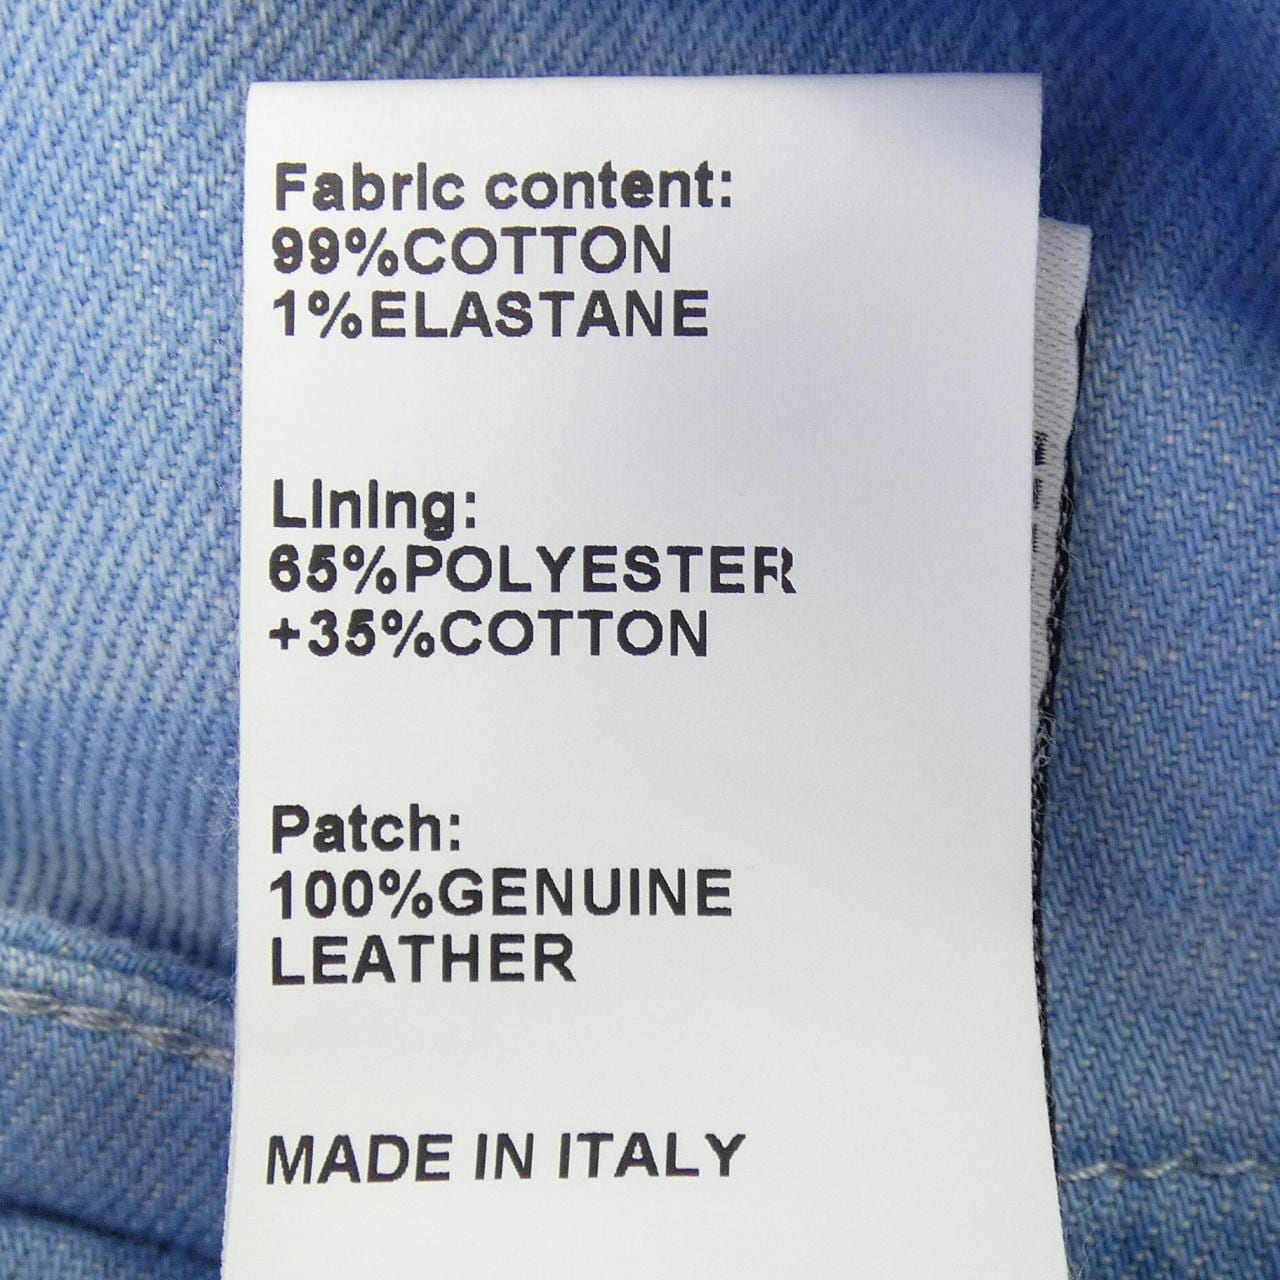 Fabric content:
99%COTTON
1%ELASTANE
Lining:
65%POLYESTER
+35%COTTON
Patch:
100%GENUINE
LEATHER
MADE IN ITALY